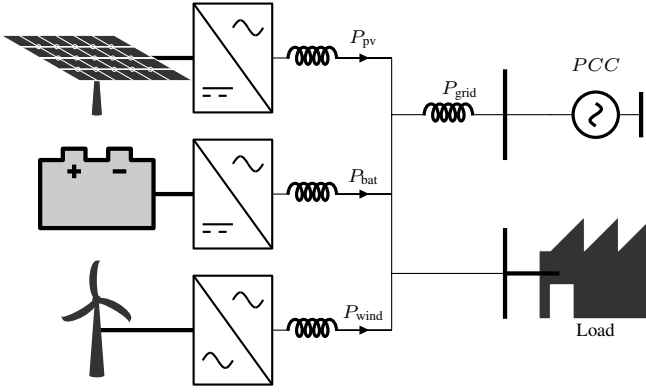 P_pv
PCC
P_grid
+ −
P_bat
P_wind
Load